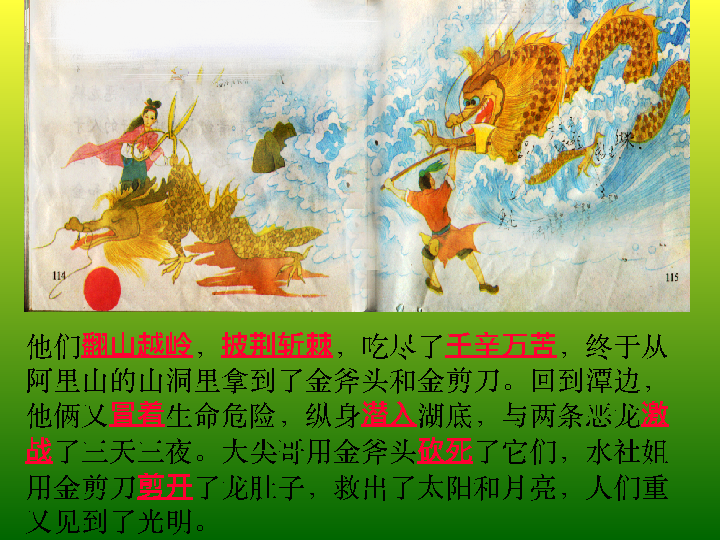 114
115
他们翻山越岭，披荆斩棘，吃尽了千辛万苦，终于从
阿里山的山洞里拿到了金斧头和金剪刀。回到潭边，
他俩又冒着生命危险，纵身潜入湖底，与两条恶龙激
战了三天三夜。大尖哥用金斧头砍死了它们，水社姐
用金剪刀剪开了龙肚子，救出了太阳和月亮，人们重
又见到了光明。